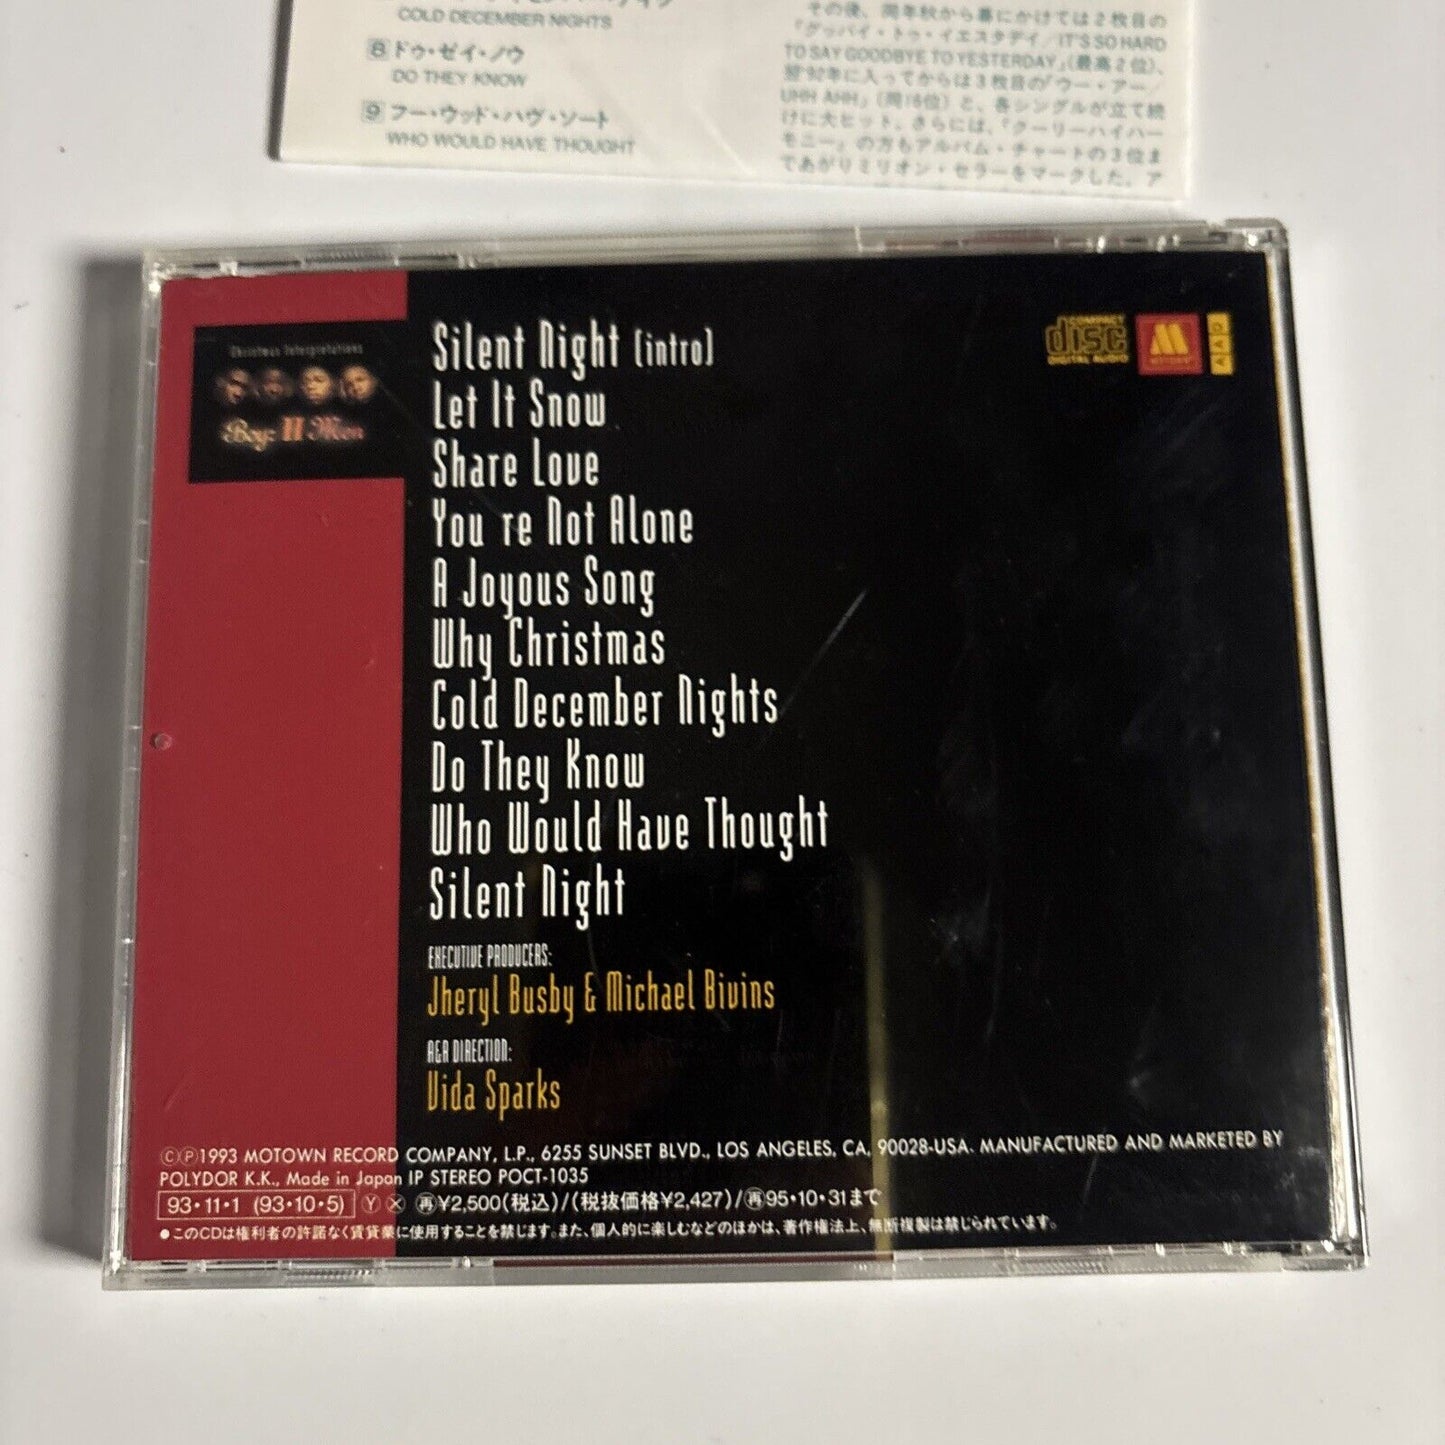 COLD DECEMBER NIGHTS
8 ドゥ・ゼイ・ノウ
DO THEY KNOW
9 フー・ウッド・ハヴ・ソート
WHO WOULD HAVE THOUGHT
その後、同年秋から暮にかけては2枚目の
「グッバイ・トゥ・イエスタデイ/IT'S SO HARD
TO SAY GOODBYE TO YESTERDAY」(最高2位)、
翌'92年に入ってからは3枚目の「ウー・アー/
UHH AHH」(同16位)と、各シングルが立て続
けに大ヒット。さらには、『クーリーハイハー
モニー』の方もアルバム・チャートの3位ま
であがりミリオン・セラーをマークした。ア
Christmas Interpretations
Boyz II Men
Silent Night (intro)
Let It Snow
Share Love
You re Not Alone
A Joyous Song
Why Christmas
Cold December Nights
Do They Know
Who Would Have Thought
Silent Night
EXECUTIVE PRODUCERS:
Jheryl Busby & Michael Bivins
A&R DIRECTION:
Vida Sparks
COMPACT
disc
DIGITAL AUDIO
M
MOTOWN
AAD
©℗1993 MOTOWN RECORD COMPANY, L.P., 6255 SUNSET BLVD., LOS ANGELES, CA, 90028-USA. MANUFACTURED AND MARKETED BY
POLYDOR K.K., Made in Japan IP STEREO POCT-1035
93・11・1 (93・10・5) Ⓨ Ⓧ ㊢¥2,500(税込)/(税抜価格¥2,427)/再95・10・31まで
●このCDは権利者の許諾なく賃貸業に使用することを禁じます。また、個人的に楽しむなどのほかは、著作権法上、無断複製は禁じられています。